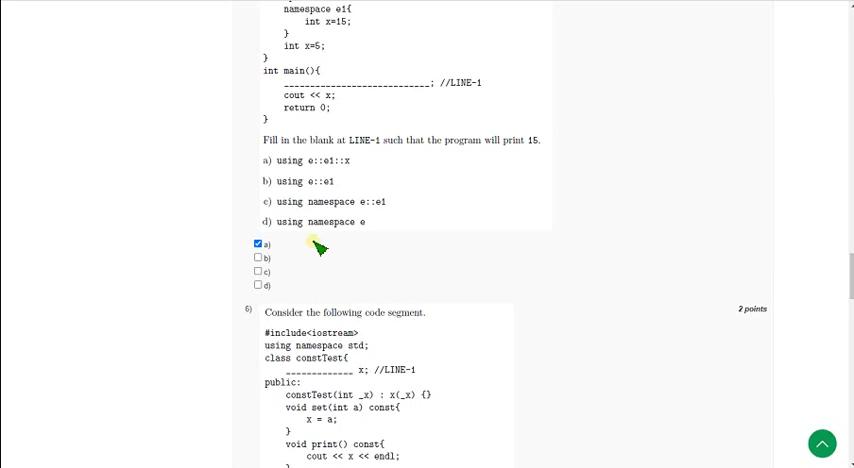 namespace e1{
int x=15;
}
int x=5;
}
int main(){
____________________________; //LINE-1
cout << x;
return 0;
}
Fill in the blank at LINE-1 such that the program will print 15.
a) using e::e1::x
b) using e::e1
c) using namespace e::e1
d) using namespace e
a)
b)
c)
d)
6) Consider the following code segment. 2 points
#include<iostream>
using namespace std;
class constTest{
_____________ x; //LINE-1
public:
constTest(int _x) : x(_x) {}
void set(int a) const{
x = a;
}
void print() const{
cout << x << endl;